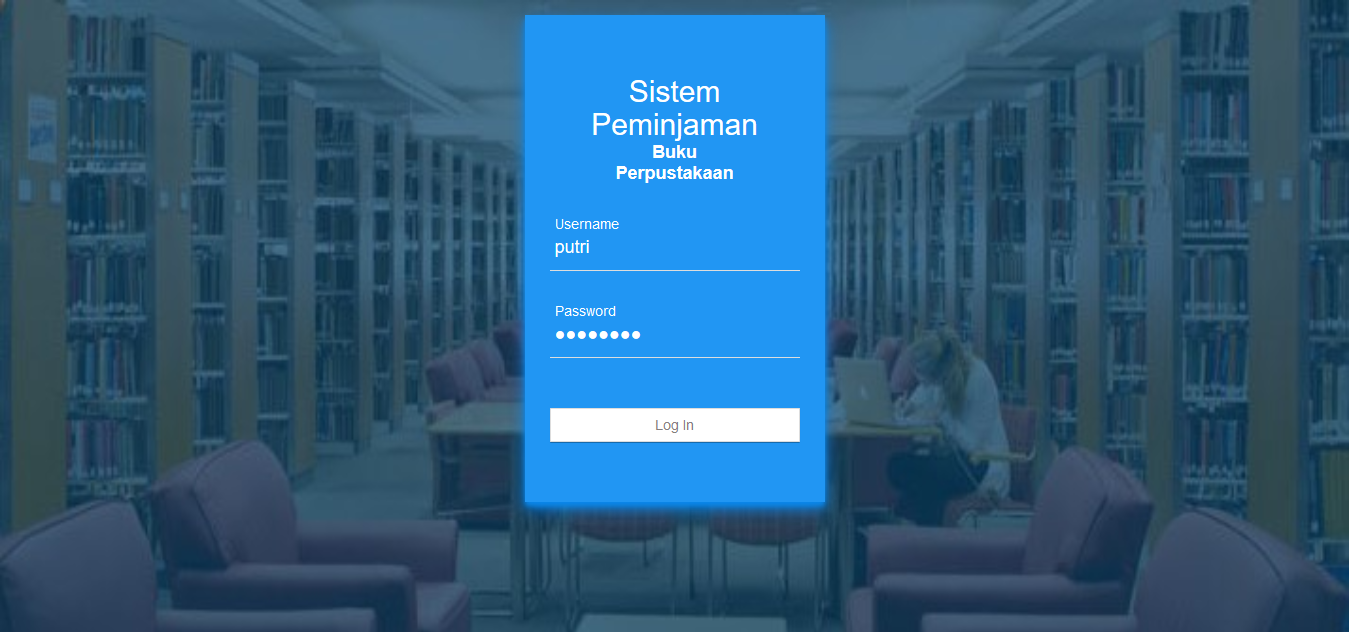 Sistem
Peminjaman
Buku
Perpustakaan
Username
putri
Password
●●●●●●●●
Log In